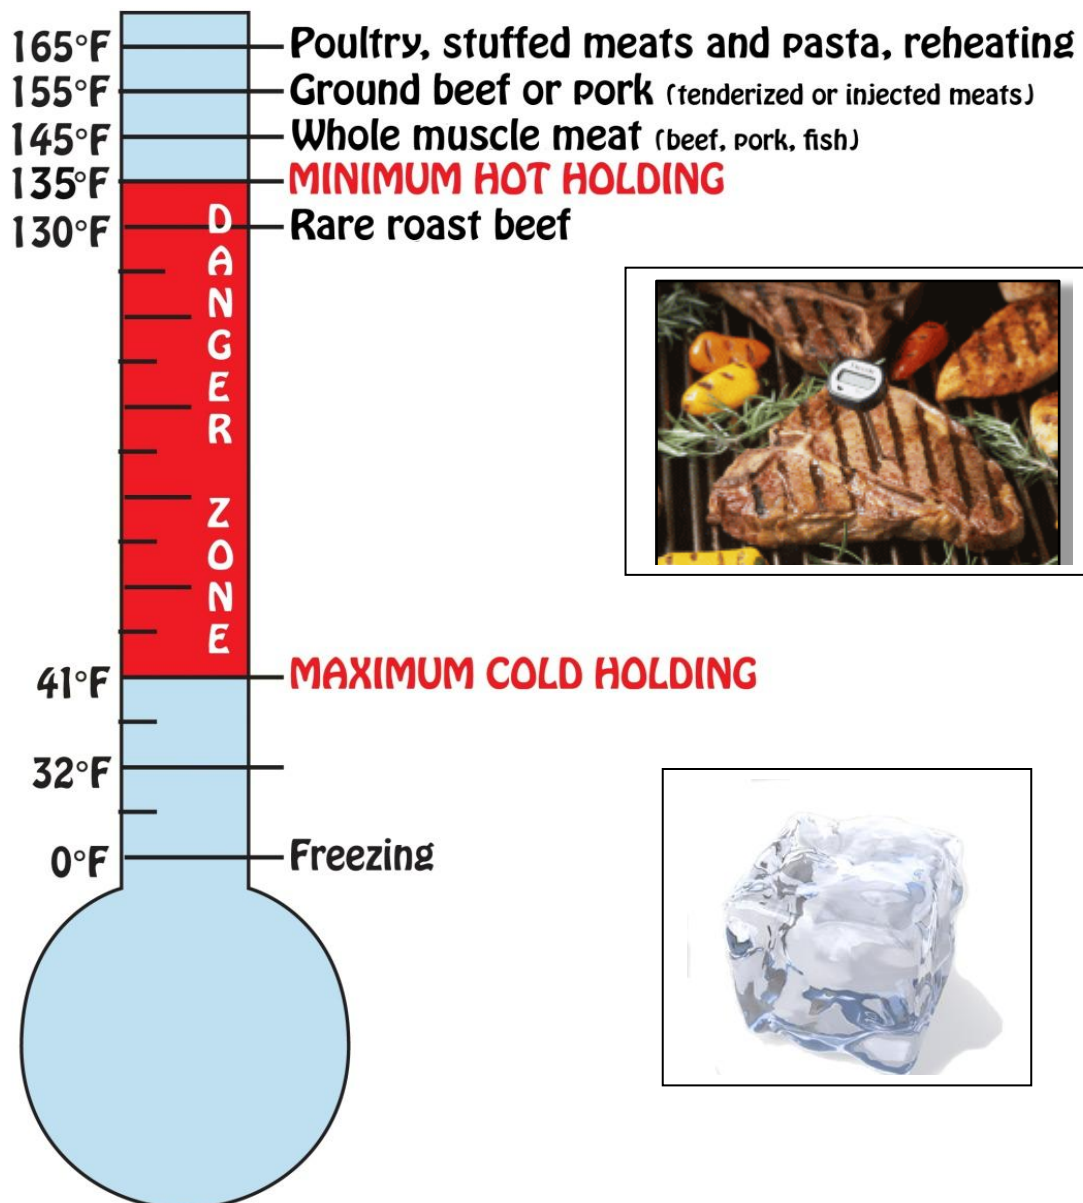 165°F Poultry, stuffed meats and pasta, reheating
155°F Ground beef or pork (tenderized or injected meats)
145°F Whole muscle meat (beef, pork, fish)
135°F MINIMUM HOT HOLDING
130°F Rare roast beef
DANGER ZONE
41°F MAXIMUM COLD HOLDING
32°F
0°F Freezing